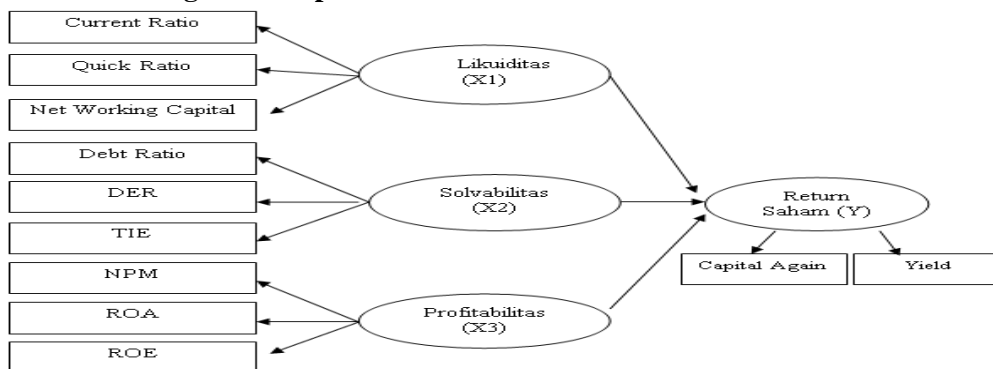 Current Ratio
Quick Ratio
Net Working Capital
Likuiditas
(X1)
Debt Ratio
DER
TIE
Solvabilitas
(X2)
NPM
ROA
ROE
Profitabilitas
(X3)
Return
Saham (Y)
Capital Again
Yield